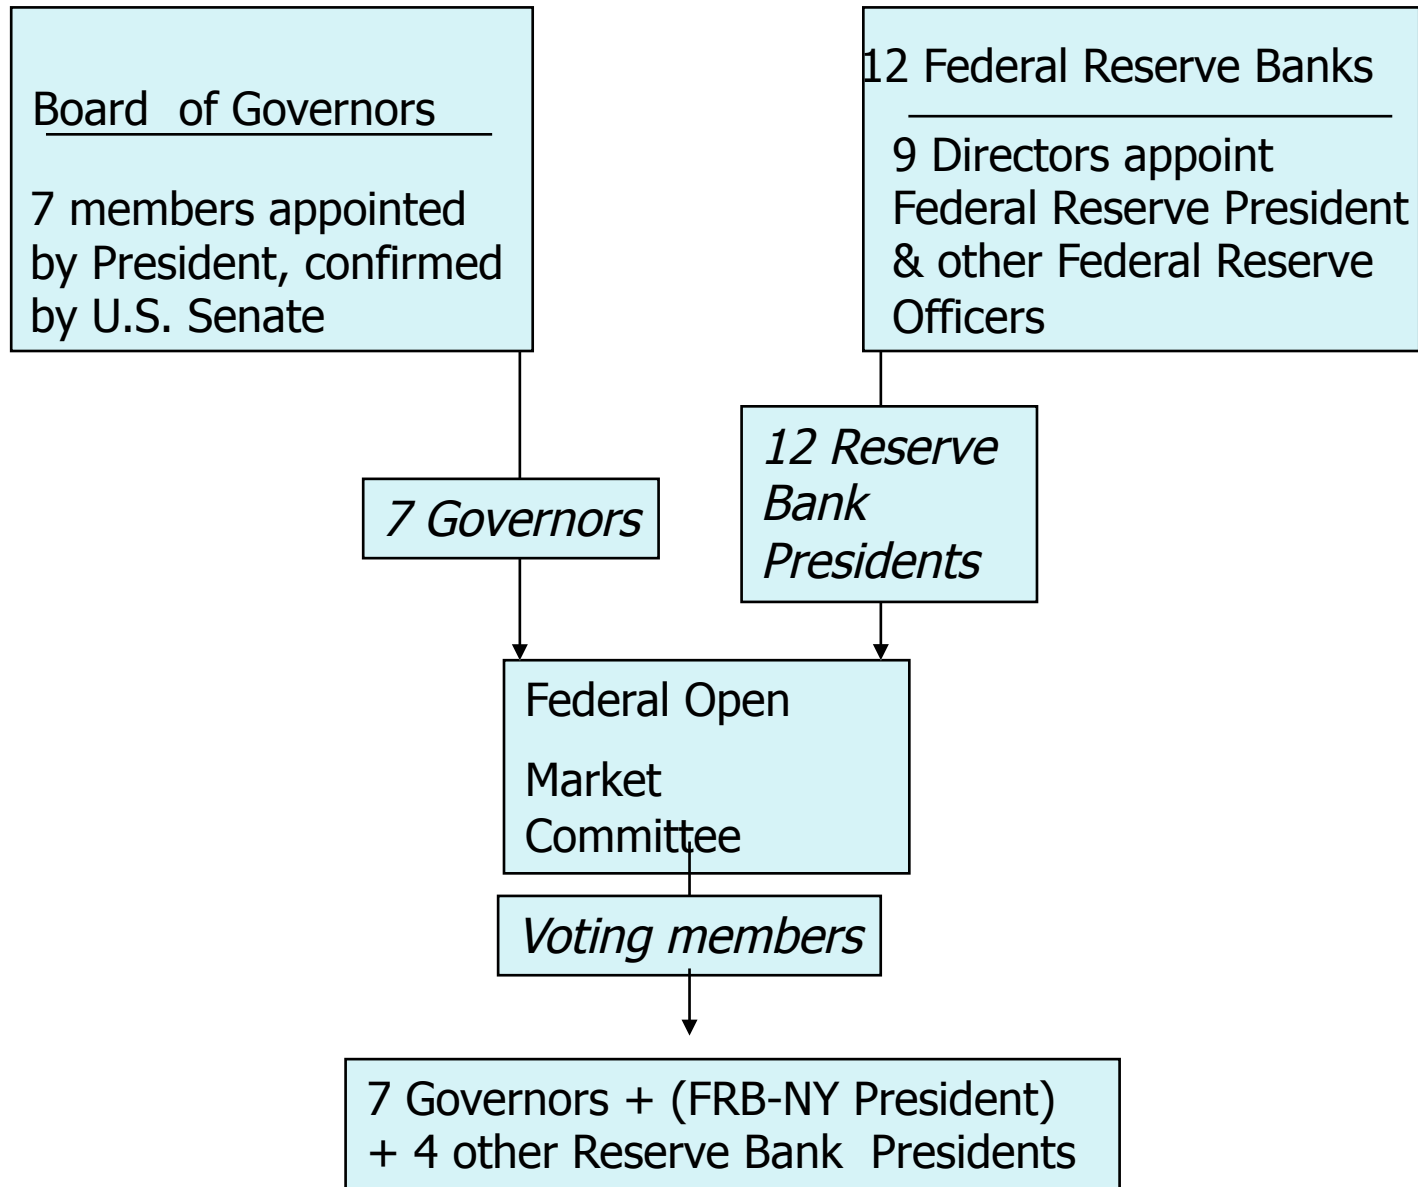 Board  of Governors
7 members appointed
by President, confirmed
by U.S. Senate
12 Federal Reserve Banks
9 Directors appoint
Federal Reserve President
& other Federal Reserve
Officers
7 Governors
12 Reserve
Bank
Presidents
Federal Open
Market
Committee
Voting members
7 Governors + (FRB-NY President)
+ 4 other Reserve Bank  Presidents